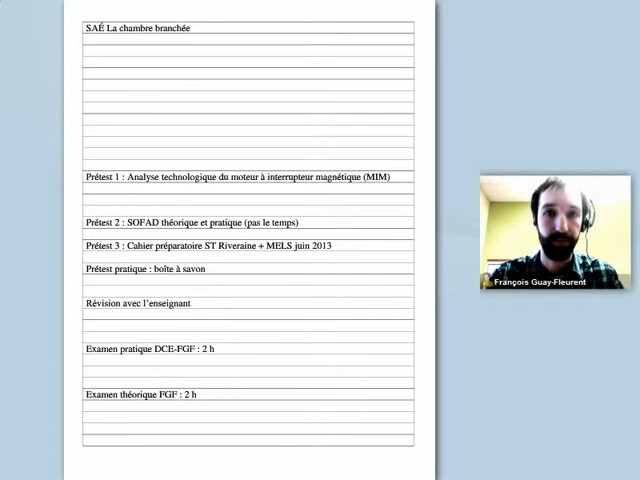 SAÉ La chambre branchée
Prétest 1 : Analyse technologique du moteur à interrupteur magnétique (MIM)
Prétest 2 : SOFAD théorique et pratique (pas le temps)
Prétest 3 : Cahier préparatoire ST Riveraine + MELS juin 2013
Prétest pratique : boîte à savon
Révision avec l’enseignant
Examen pratique DCE-FGF : 2 h
Examen théorique FGF : 2 h
François Guay-Fleurent